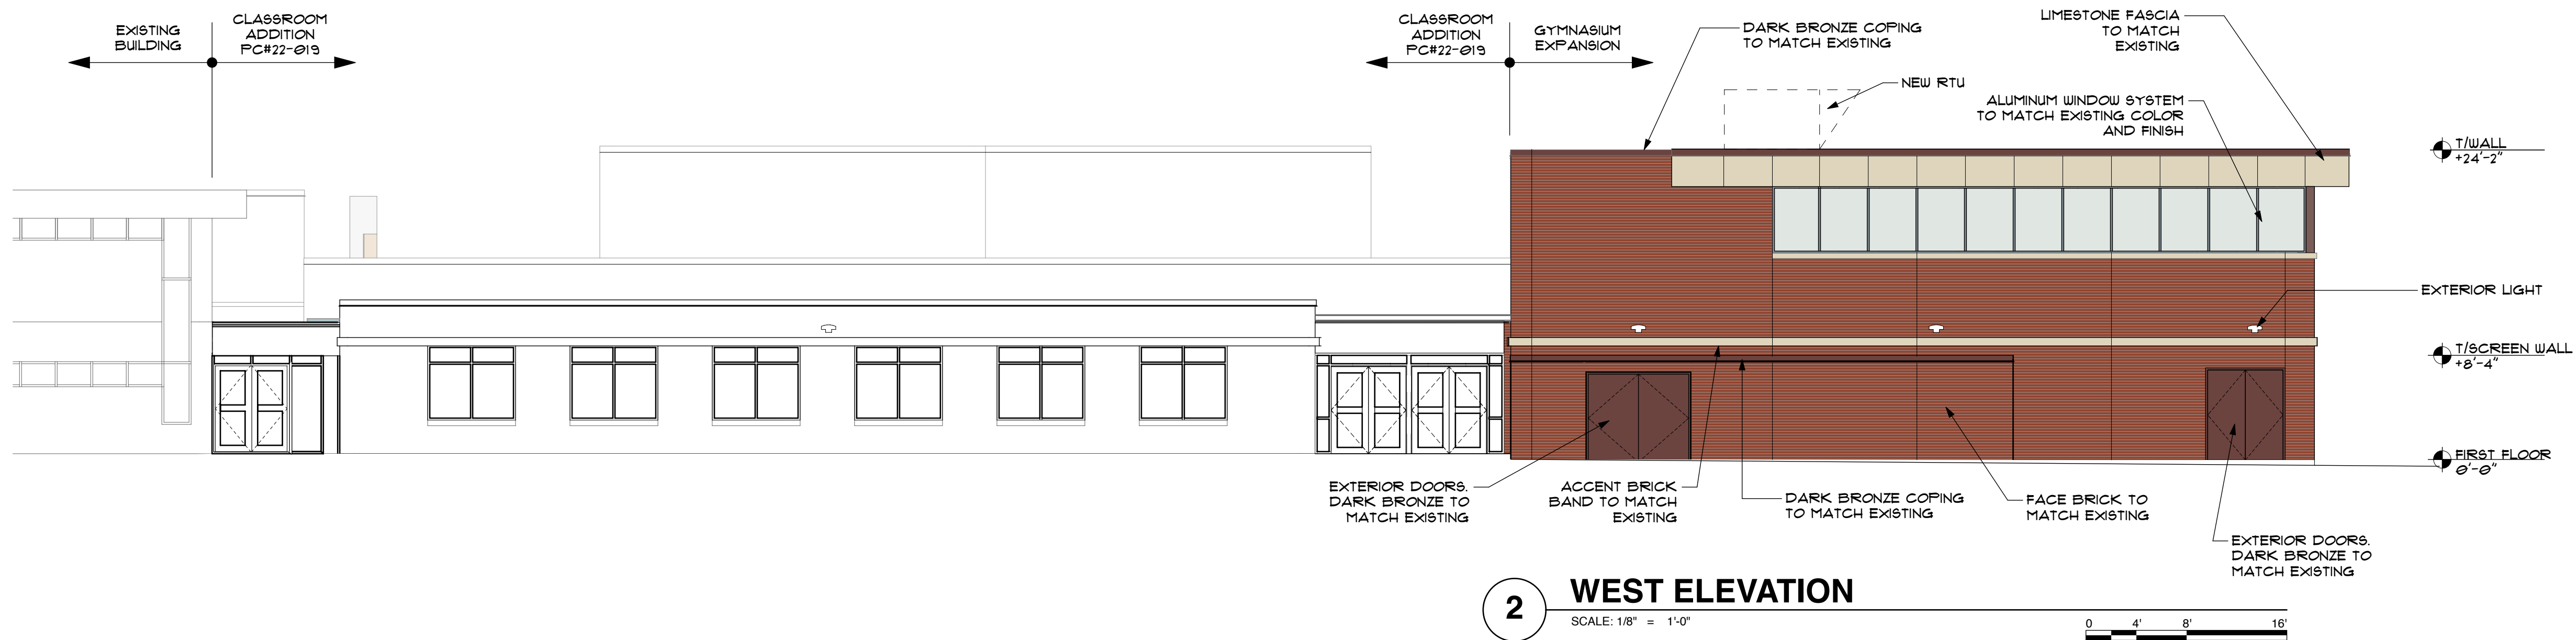 EXISTING
BUILDING
CLASSROOM
ADDITION
PC#22-019
CLASSROOM
ADDITION
PC#22-019
GYMNASIUM
EXPANSION
DARK BRONZE COPING
TO MATCH EXISTING
NEW RTU
LIMESTONE FASCIA
TO MATCH
EXISTING
ALUMINUM WINDOW SYSTEM
TO MATCH EXISTING COLOR
AND FINISH
T/WALL
+24'-2"
EXTERIOR LIGHT
T/SCREEN WALL
+8'-4"
FIRST FLOOR
0'-0"
EXTERIOR DOORS.
DARK BRONZE TO
MATCH EXISTING
ACCENT BRICK
BAND TO MATCH
EXISTING
DARK BRONZE COPING
TO MATCH EXISTING
FACE BRICK TO
MATCH EXISTING
EXTERIOR DOORS.
DARK BRONZE TO
MATCH EXISTING
2
WEST ELEVATION
SCALE: 1/8" = 1'-0"
0 4' 8' 16'